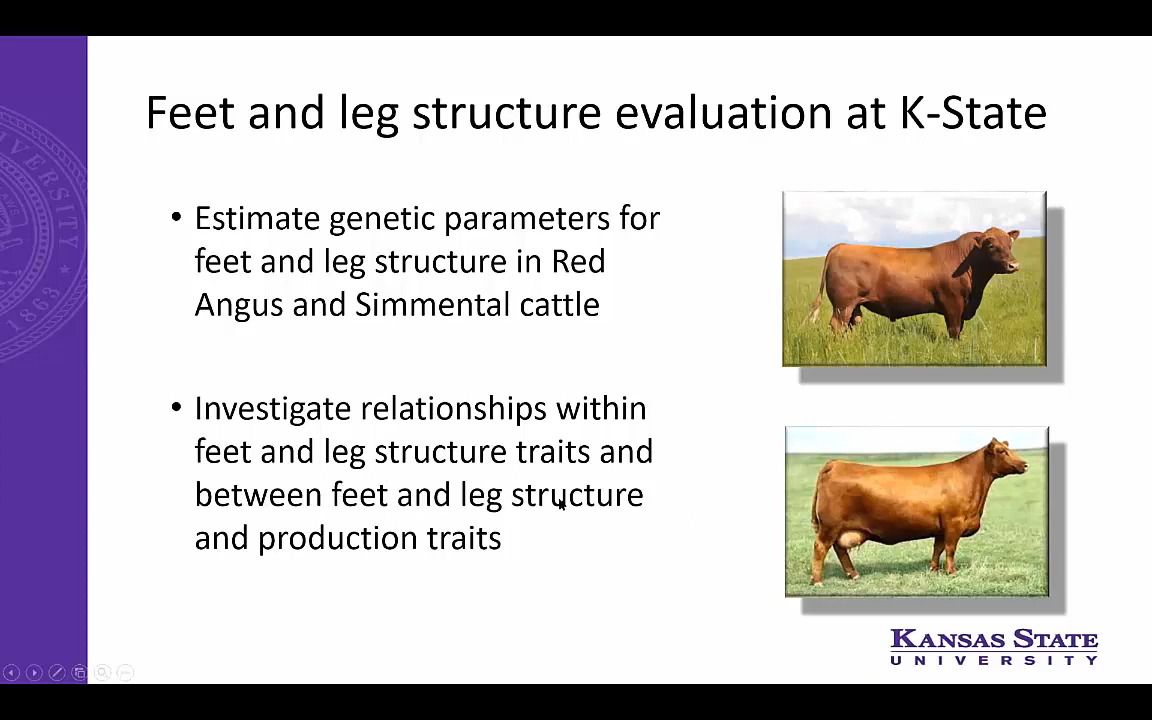 Feet and leg structure evaluation at K-State
• Estimate genetic parameters for
feet and leg structure in Red
Angus and Simmental cattle
• Investigate relationships within
feet and leg structure traits and
between feet and leg structure
and production traits
KANSAS STATE
UNIVERSITY
1863